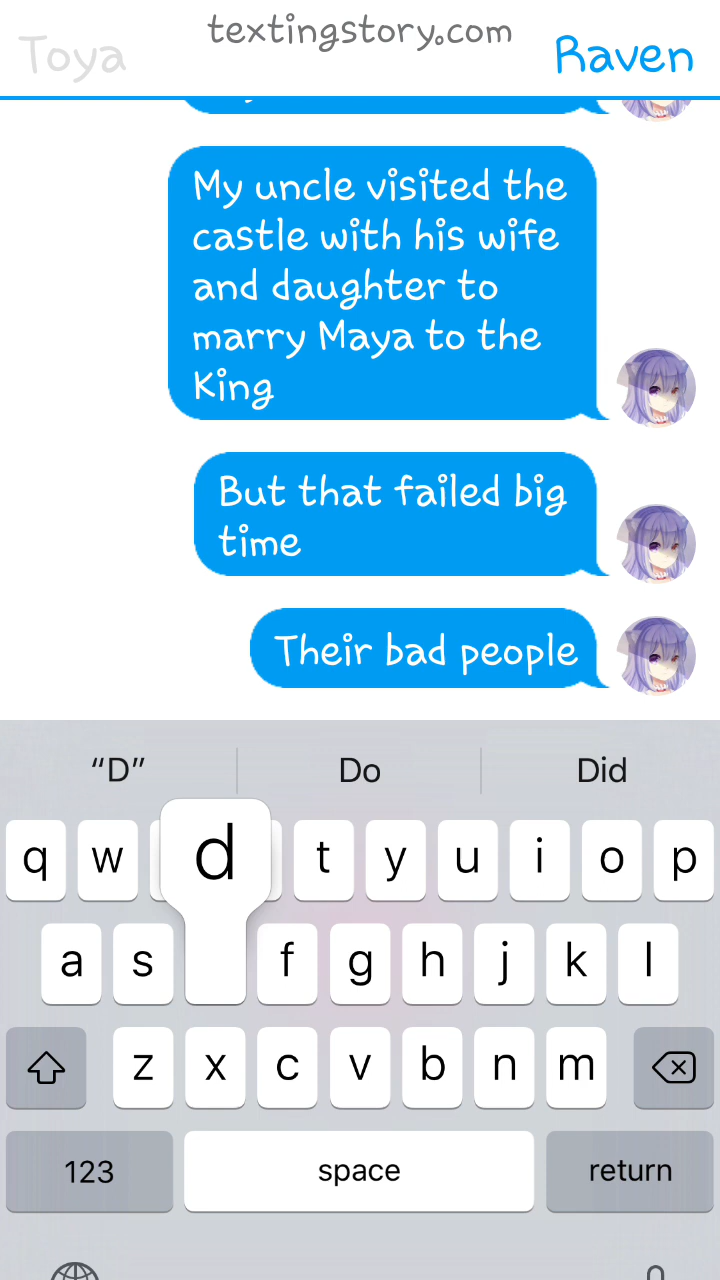 textingstory.com
Toya
Raven
My uncle visited the
castle with his wife
and daughter to
marry Maya to the
King
But that failed big
time
Their bad people
“D”
Do
Did
q w d t y u i o p
a s f g h j k l
z x c v b n m
123
space
return